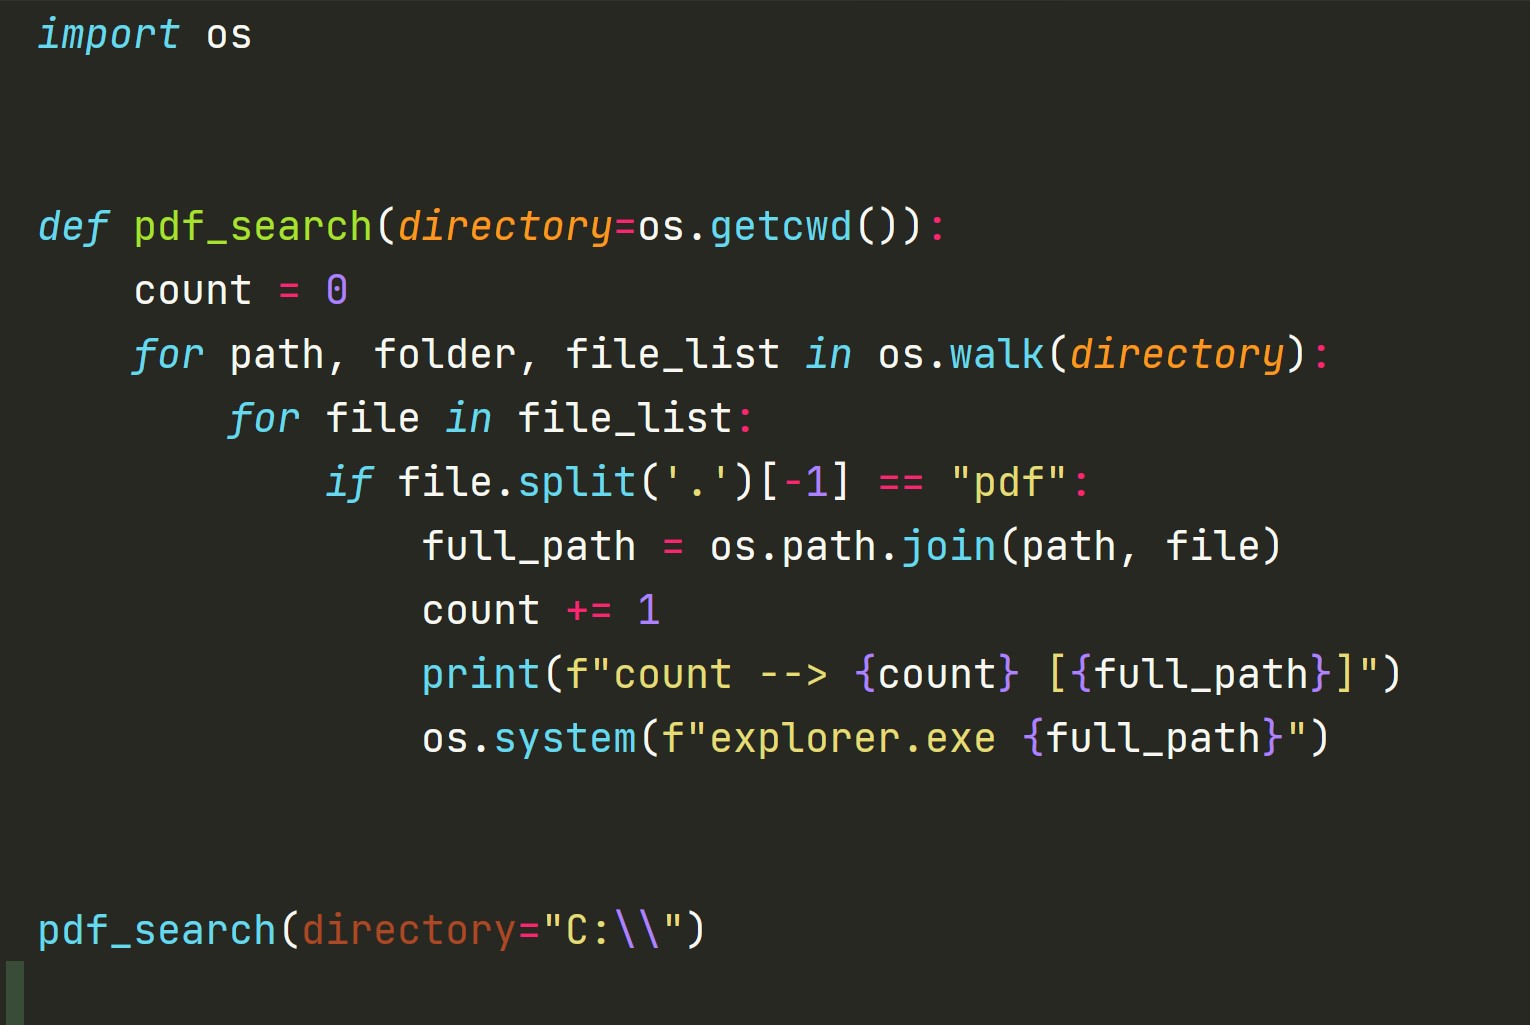 import os
def pdf_search(directory=os.getcwd()):
    count = 0
    for path, folder, file_list in os.walk(directory):
        for file in file_list:
            if file.split('.')[-1] == "pdf":
                full_path = os.path.join(path, file)
                count += 1
                print(f"count --> {count} [{full_path}]")
                os.system(f"explorer.exe {full_path}")
pdf_search(directory="C:\\")